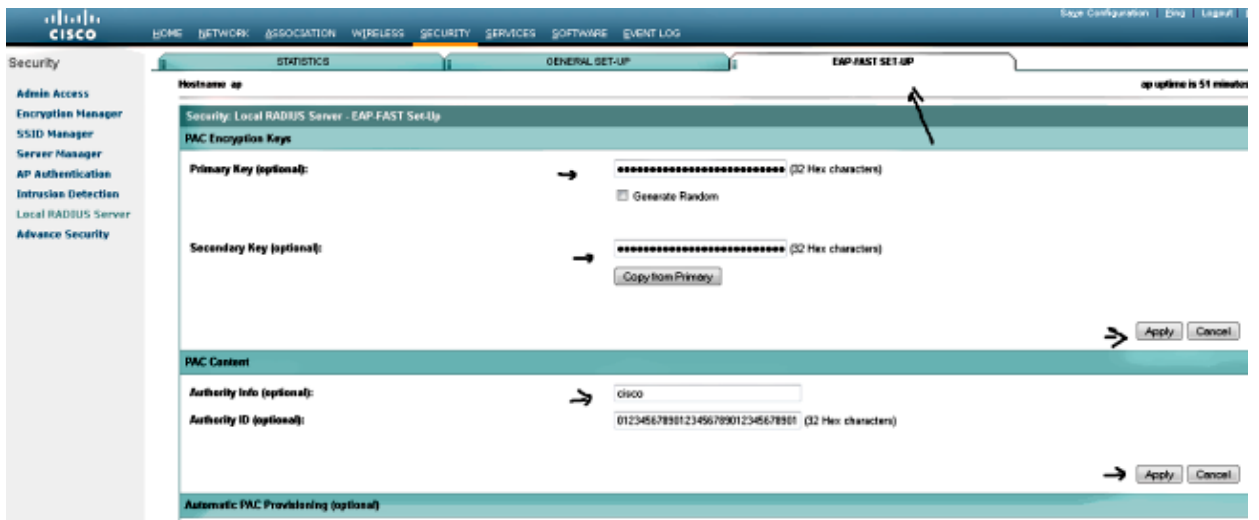 Save Configuration | Ping | Logout |
CISCO
HOME NETWORK ASSOCIATION WIRELESS SECURITY SERVICES SOFTWARE EVENT LOG
Security
STATISTICS GENERAL SET-UP EAP-FAST SET-UP
Hostname ap ap uptime is 51 minutes
Admin Access
Encryption Manager
SSID Manager
Server Manager
AP Authentication
Intrusion Detection
Local RADIUS Server
Advance Security
Security: Local RADIUS Server - EAP-FAST Set-Up
PAC Encryption Keys
Primary Key (optional): (32 Hex characters)
Generate Random
Secondary Key (optional): (32 Hex characters)
Copy from Primary
Apply Cancel
PAC Content
Authority Info (optional): cisco
Authority ID (optional): 01234567890123456789012345678901 (32 Hex characters)
Apply Cancel
Automatic PAC Provisioning (optional)